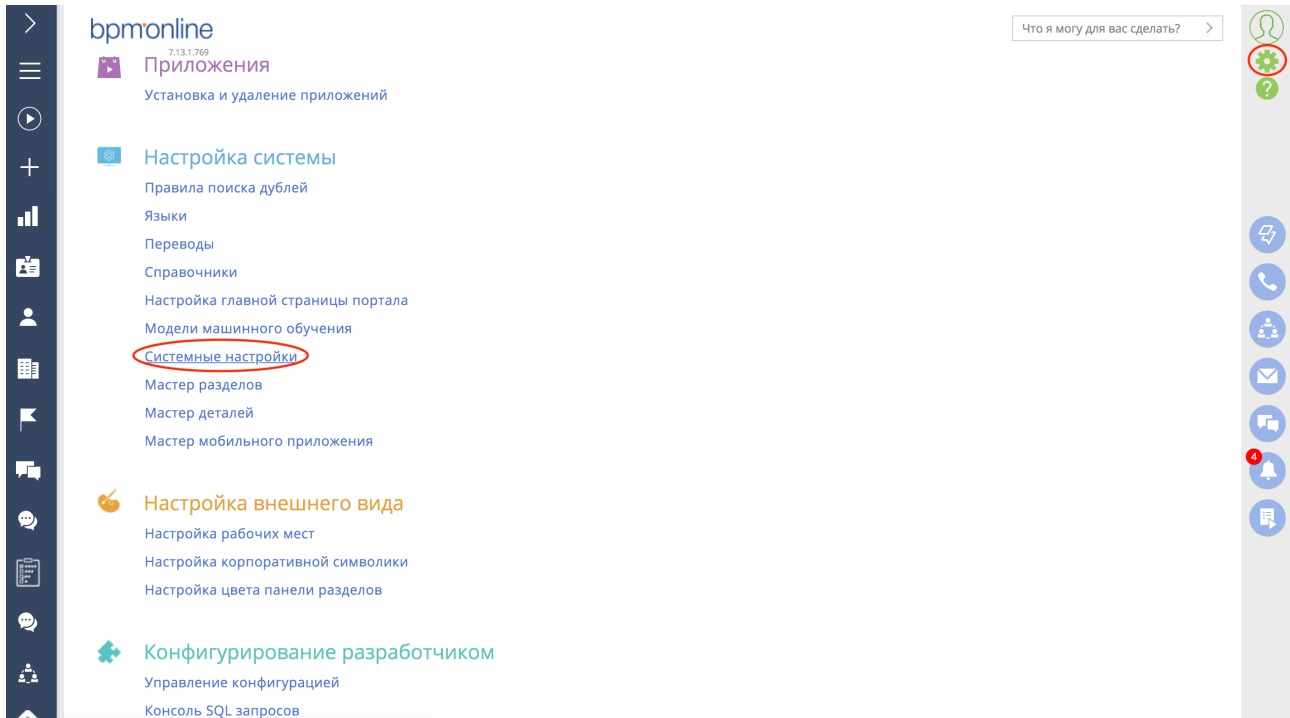 bpm'online
Что я могу для вас сделать?
7.13.1.769
Приложения
Установка и удаление приложений
Настройка системы
Правила поиска дублей
Языки
Переводы
Справочники
Настройка главной страницы портала
Модели машинного обучения
Системные настройки
Мастер разделов
Мастер деталей
Мастер мобильного приложения
4
Настройка внешнего вида
Настройка рабочих мест
Настройка корпоративной символики
Настройка цвета панели разделов
Конфигурирование разработчиком
Управление конфигурацией
Консоль SQL запросов